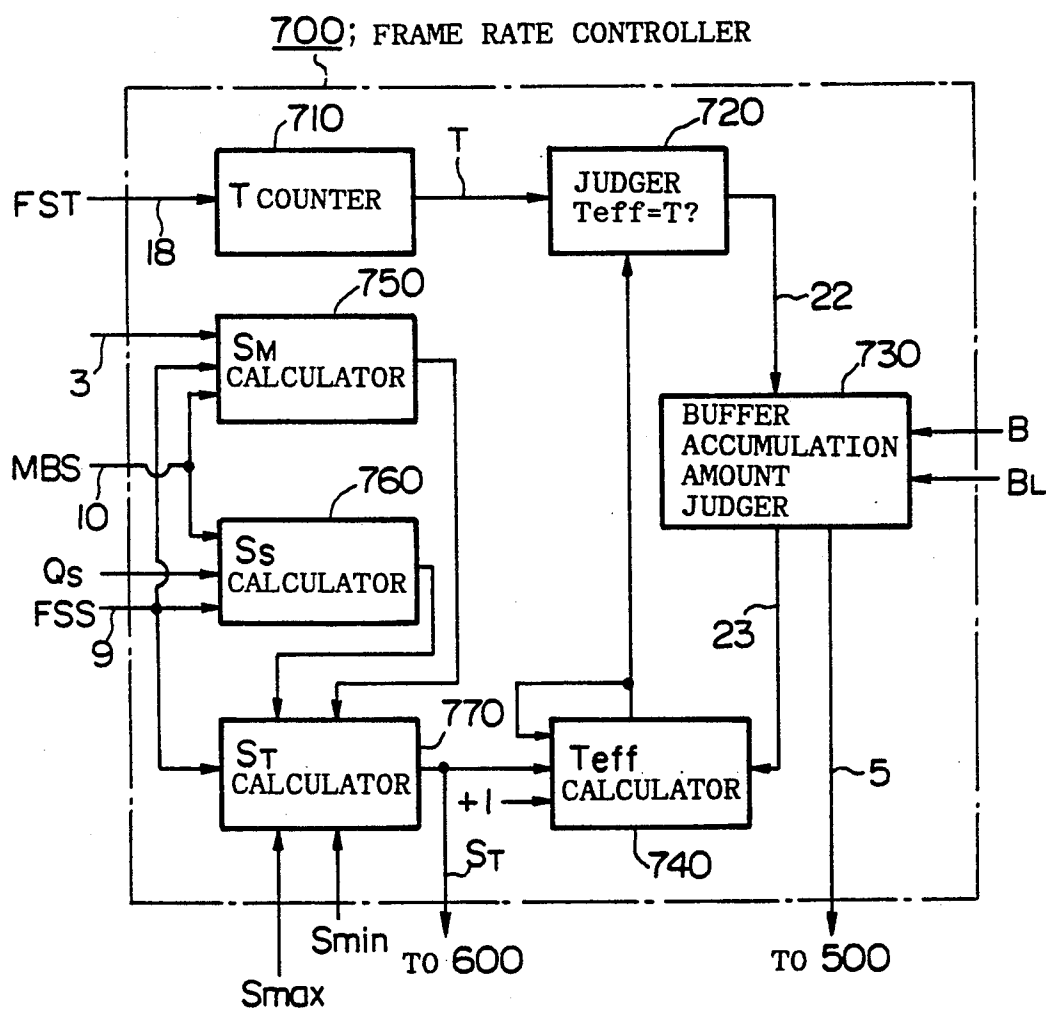 700; FRAME RATE CONTROLLER
710
T COUNTER
FST
18
T
720
JUDGER
Teff=T?
22
750
SM
CALCULATOR
3
730
BUFFER
ACCUMULATION
AMOUNT
JUDGER
B
BL
MBS
10
760
SS
CALCULATOR
QS
FSS
9
23
770
ST
CALCULATOR
Teff
CALCULATOR
+1
740
5
ST
Smin
Smax
TO 600
TO 500